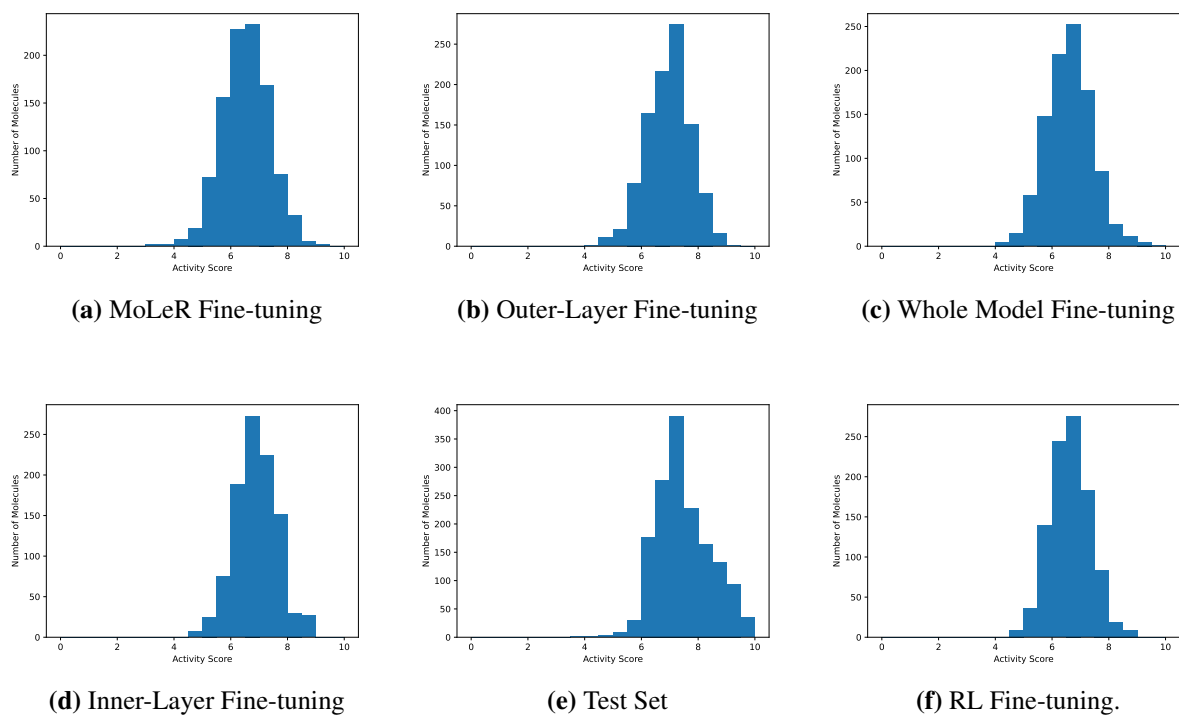 200
150
100
50
0
0 2 4 6 8 10
Number of Molecules
Activity Score
(a) MoLeR Fine-tuning
250
200
150
100
50
0
0 2 4 6 8 10
Number of Molecules
Activity Score
(b) Outer-Layer Fine-tuning
250
200
150
100
50
0
0 2 4 6 8 10
Number of Molecules
Activity Score
(c) Whole Model Fine-tuning
250
200
150
100
50
0
0 2 4 6 8 10
Number of Molecules
Activity Score
(d) Inner-Layer Fine-tuning
400
350
300
250
200
150
100
50
0
0 2 4 6 8 10
Number of Molecules
Activity Score
(e) Test Set
250
200
150
100
50
0
0 2 4 6 8 10
Number of Molecules
Activity Score
(f) RL Fine-tuning.